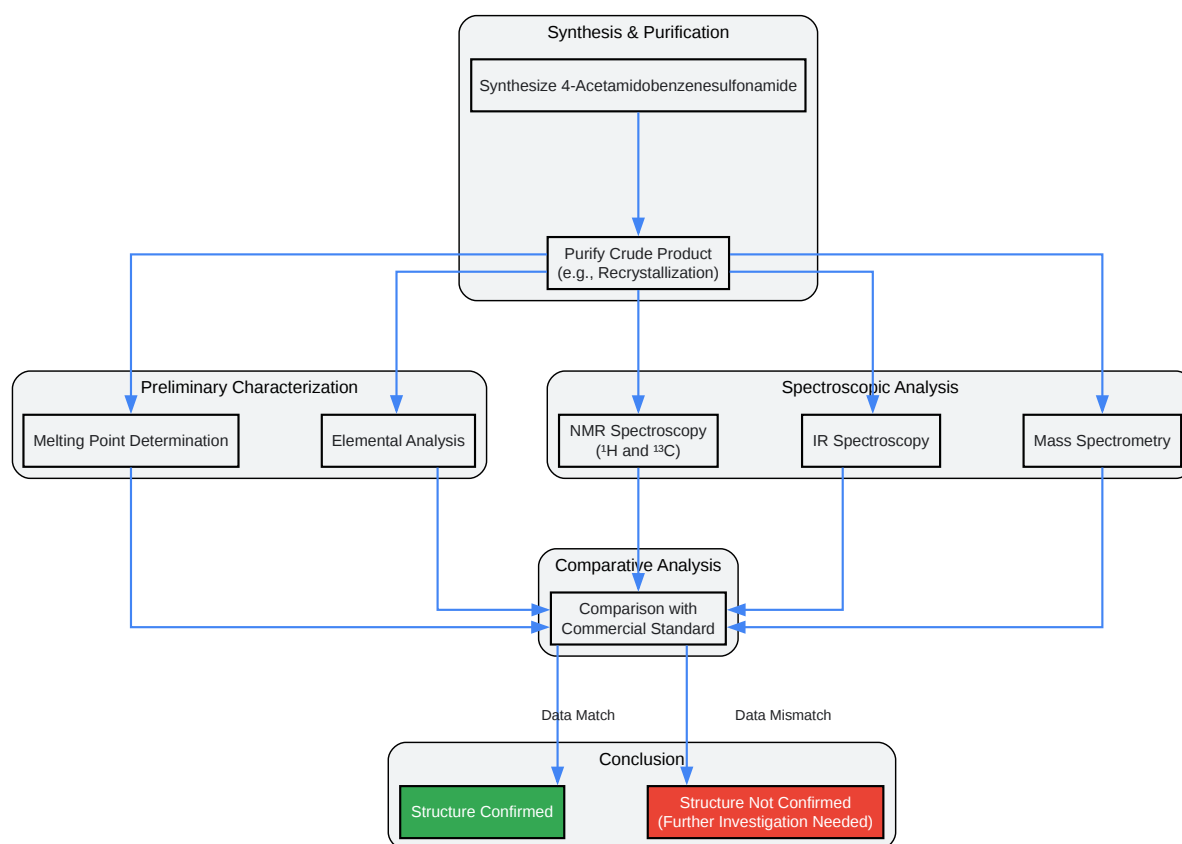 Synthesis & Purification
Synthesize 4-Acetamidobenzenesulfonamide
Purify Crude Product
(e.g., Recrystallization)
Preliminary Characterization
Spectroscopic Analysis
Melting Point Determination
Elemental Analysis
NMR Spectroscopy
(¹H and ¹³C)
IR Spectroscopy
Mass Spectrometry
Comparative Analysis
Comparison with
Commercial Standard
Data Match
Data Mismatch
Conclusion
Structure Confirmed
Structure Not Confirmed
(Further Investigation Needed)